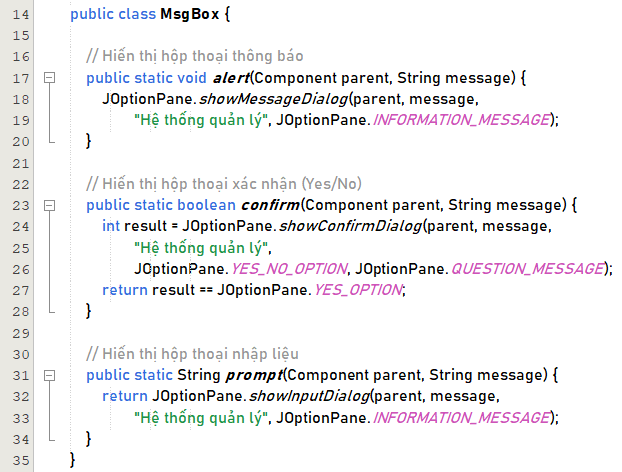 14 public class MsgBox {
15
16 // Hiển thị hộp thoại thông báo
17 public static void alert(Component parent, String message) {
18 JOptionPane.showMessageDialog(parent, message,
19 "Hệ thống quản lý", JOptionPane.INFORMATION_MESSAGE);
20 }
21
22 // Hiển thị hộp thoại xác nhận (Yes/No)
23 public static boolean confirm(Component parent, String message) {
24 int result = JOptionPane.showConfirmDialog(parent, message,
25 "Hệ thống quản lý",
26 JOptionPane.YES_NO_OPTION, JOptionPane.QUESTION_MESSAGE);
27 return result == JOptionPane.YES_OPTION;
28 }
29
30 // Hiển thị hộp thoại nhập liệu
31 public static String prompt(Component parent, String message) {
32 return JOptionPane.showInputDialog(parent, message,
33 "Hệ thống quản lý", JOptionPane.INFORMATION_MESSAGE);
34 }
35 }